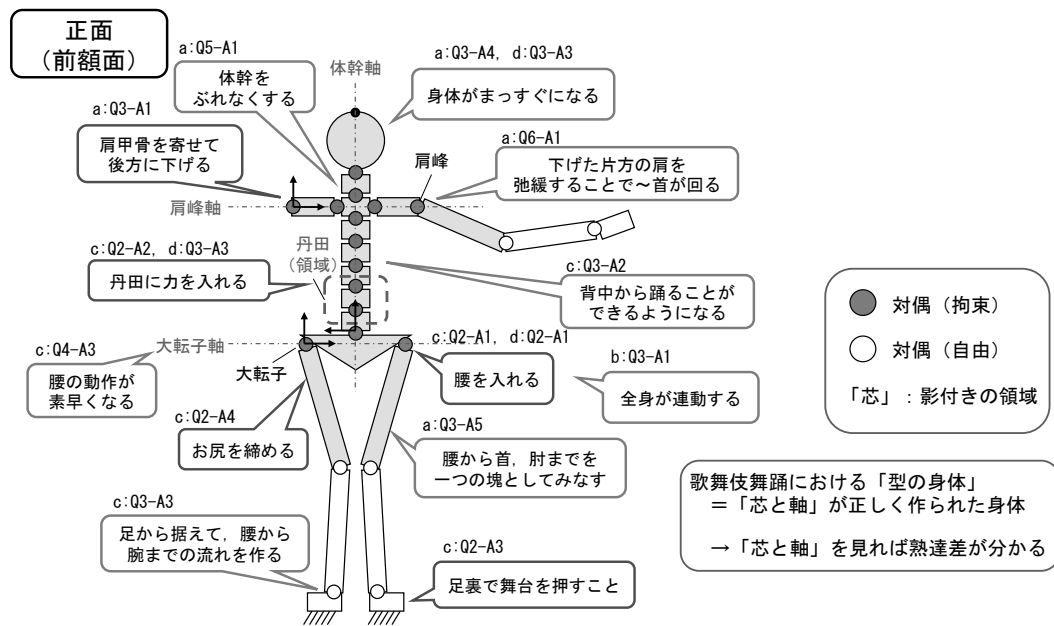 正面
（前額面）
a:Q5-A1
体幹を
ぶれなくする
体幹軸
a:Q3-A4, d:Q3-A3
身体がまっすぐになる
a:Q3-A1
肩甲骨を寄せて
後方に下げる
肩峰
a:Q6-A1
下げた片方の肩を
弛緩することで～首が回る
肩峰軸
c:Q2-A2, d:Q3-A3
丹田に力を入れる
丹田
（領域）
c:Q3-A2
背中から踊ることが
できるようになる
対偶（拘束）
対偶（自由）
「芯」：影付きの領域
c:Q4-A3
腰の動作が
素早くなる
大転子軸
大転子
c:Q2-A1, d:Q2-A1
腰を入れる
b:Q3-A1
全身が連動する
c:Q2-A4
お尻を締める
a:Q3-A5
腰から首，肘までを
一つの塊としてみなす
c:Q3-A3
足から据えて，腰から
腕までの流れを作る
c:Q2-A3
足裏で舞台を押すこと
歌舞伎舞踊における「型の身体」
＝「芯と軸」が正しく作られた身体
→「芯と軸」を見れば熟達差が分かる